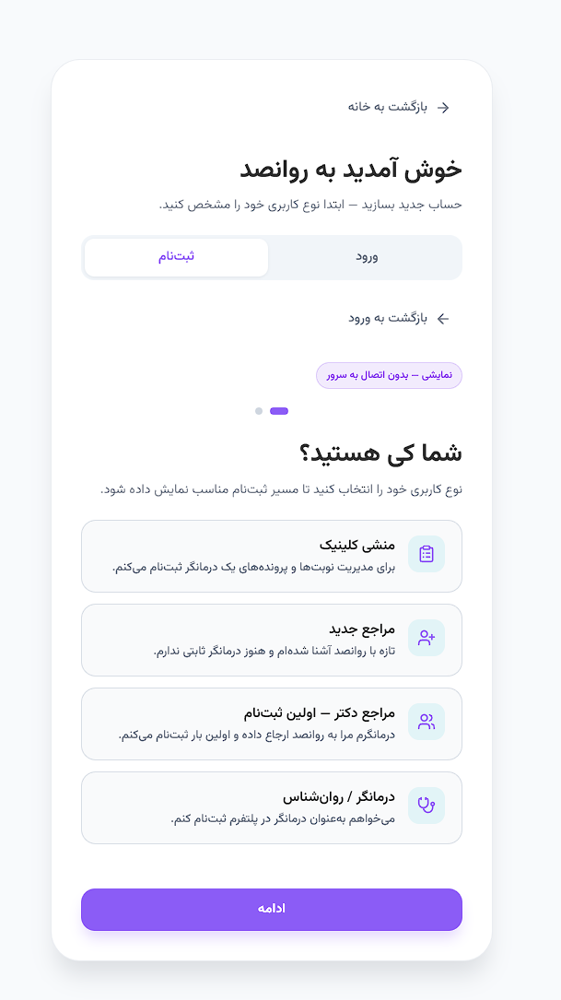 بازگشت به خانه
خوش آمدید به روانصد
حساب جدید بسازید — ابتدا نوع کاربری خود را مشخص کنید.
ورود
ثبت‌نام
بازگشت به ورود
نمایشی — بدون اتصال به سرور
شما کی هستید؟
نوع کاربری خود را انتخاب کنید تا مسیر ثبت‌نام مناسب نمایش داده شود.
منشی کلینیک
برای مدیریت نوبت‌ها و پرونده‌های یک درمانگر ثبت‌نام می‌کنم.
مراجع جدید
تازه با روانصد آشنا شده‌ام و هنوز درمانگر ثابتی ندارم.
مراجع دکتر — اولین ثبت‌نام
درمانگرم مرا به روانصد ارجاع داده و اولین بار ثبت‌نام می‌کنم.
درمانگر / روان‌شناس
می‌خواهم به‌عنوان درمانگر در پلتفرم ثبت‌نام کنم.
ادامه